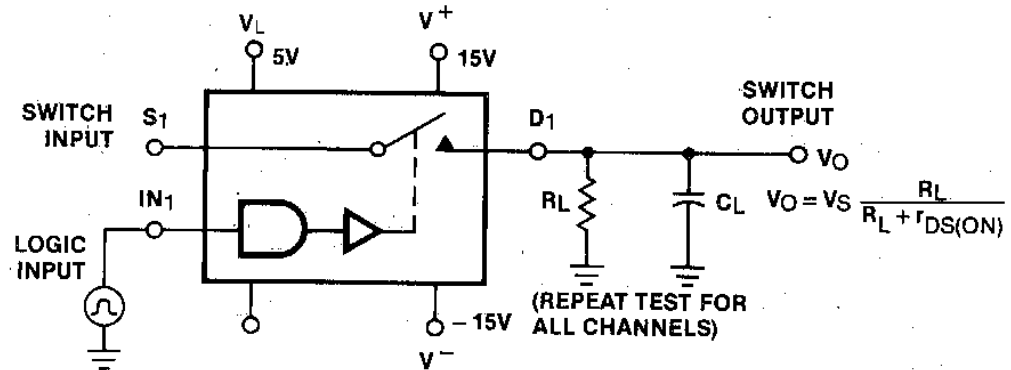 VL
5V
V+
15V
SWITCH
INPUT
S1
D1
SWITCH
OUTPUT
VO
IN1
LOGIC
INPUT
RL
CL
VO = VS RL / RL + rDS(ON)
(REPEAT TEST FOR
ALL CHANNELS)
-15V
V-